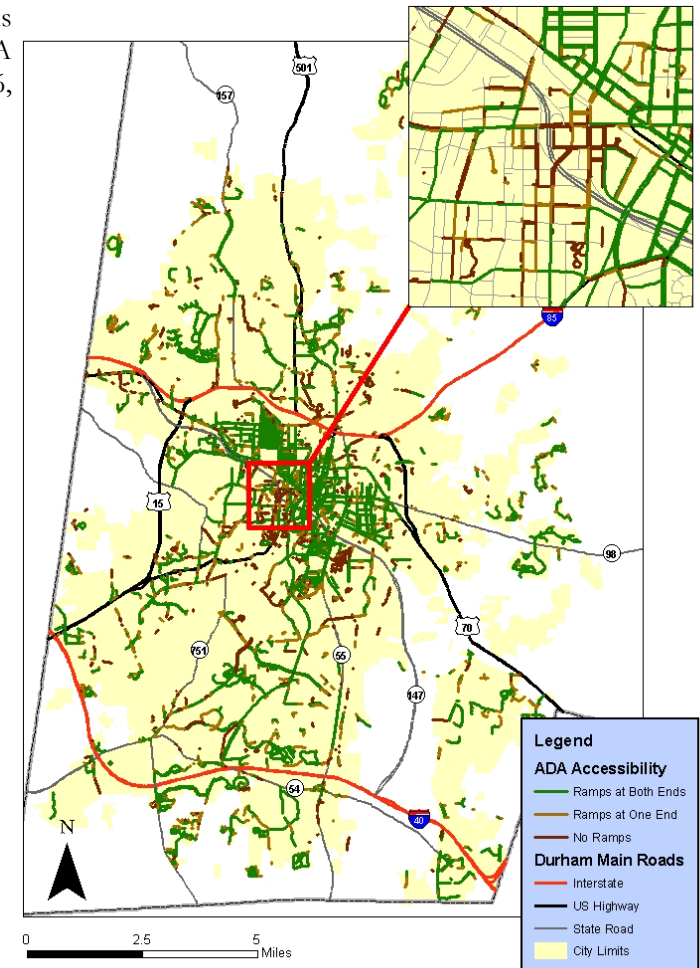 is
A
6,
501
157
85
15
98
70
751
55
147
54
40
N
0 2.5 5
Miles
Legend
ADA Accessibility
Ramps at Both Ends
Ramps at One End
No Ramps
Durham Main Roads
Interstate
US Highway
State Road
City Limits